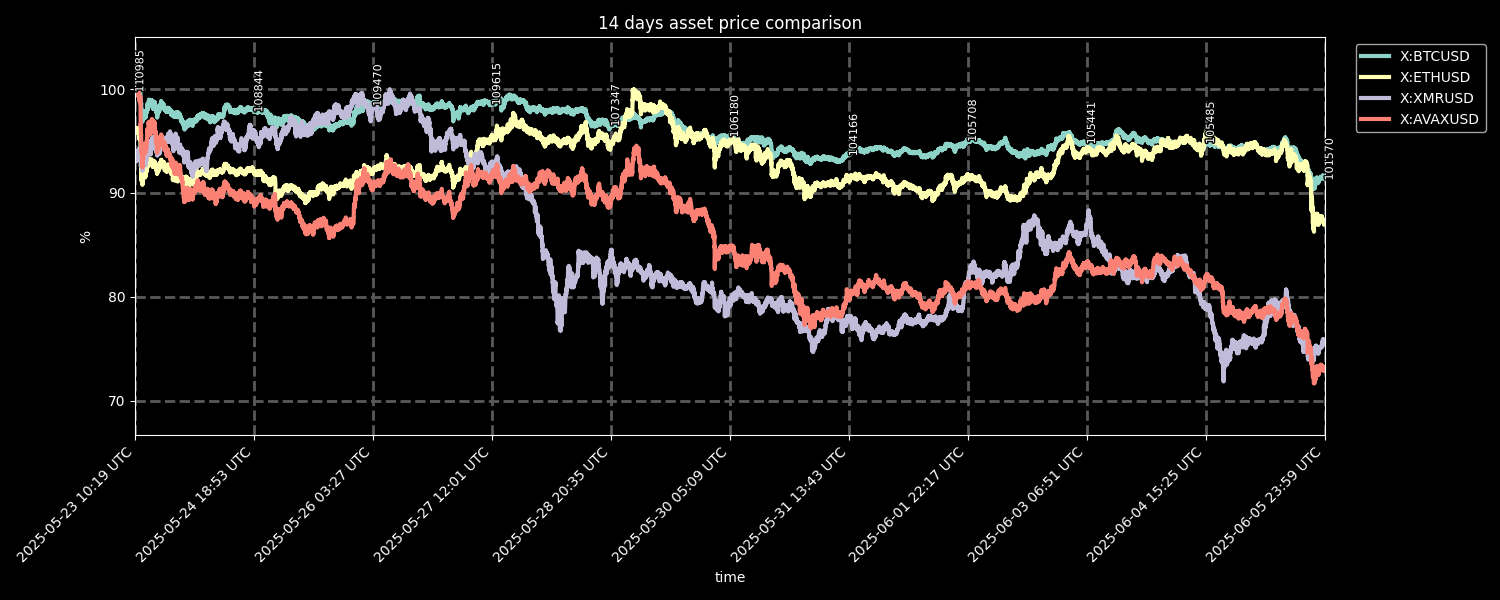 14 days asset price comparison
X:BTCUSD
X:ETHUSD
X:XMRUSD
X:AVAXUSD
%
100
90
80
70
110985
108844
109470
109615
107347
106180
104166
105708
105441
105485
101570
2025-05-23 10:19 UTC
2025-05-24 18:53 UTC
2025-05-26 03:27 UTC
2025-05-27 12:01 UTC
2025-05-28 20:35 UTC
2025-05-30 05:09 UTC
2025-05-31 13:43 UTC
2025-06-01 22:17 UTC
2025-06-03 06:51 UTC
2025-06-04 15:25 UTC
2025-06-05 23:59 UTC
time